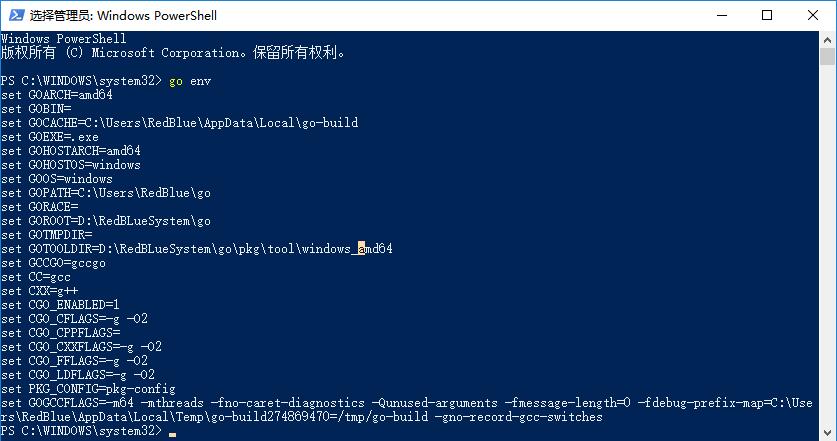 选择管理员: Windows PowerShell
Windows PowerShell
版权所有 (C) Microsoft Corporation。保留所有权利。
PS C:\WINDOWS\system32> go env
set GOARCH=amd64
set GOBIN=
set GOCACHE=C:\Users\RedBlue\AppData\Local\go-build
set GOEXE=.exe
set GOHOSTARCH=amd64
set GOHOSTOS=windows
set GOOS=windows
set GOPATH=C:\Users\RedBlue\go
set GORACE=
set GOROOT=D:\RedBLueSystem\go
set GOTMPDIR=
set GOTOOLDIR=D:\RedBLueSystem\go\pkg\tool\windows_amd64
set GCCGO=gccgo
set CC=gcc
set CXX=g++
set CGO_ENABLED=1
set CGO_CFLAGS=-g -O2
set CGO_CPPFLAGS=
set CGO_CXXFLAGS=-g -O2
set CGO_FFLAGS=-g -O2
set CGO_LDFLAGS=-g -O2
set PKG_CONFIG=pkg-config
set GOGCCFLAGS=-m64 -mthreads -fno-caret-diagnostics -Qunused-arguments -fmessage-length=0 -fdebug-prefix-map=C:\Use
rs\RedBlue\AppData\Local\Temp\go-build274869470=/tmp/go-build -gno-record-gcc-switches
PS C:\WINDOWS\system32>